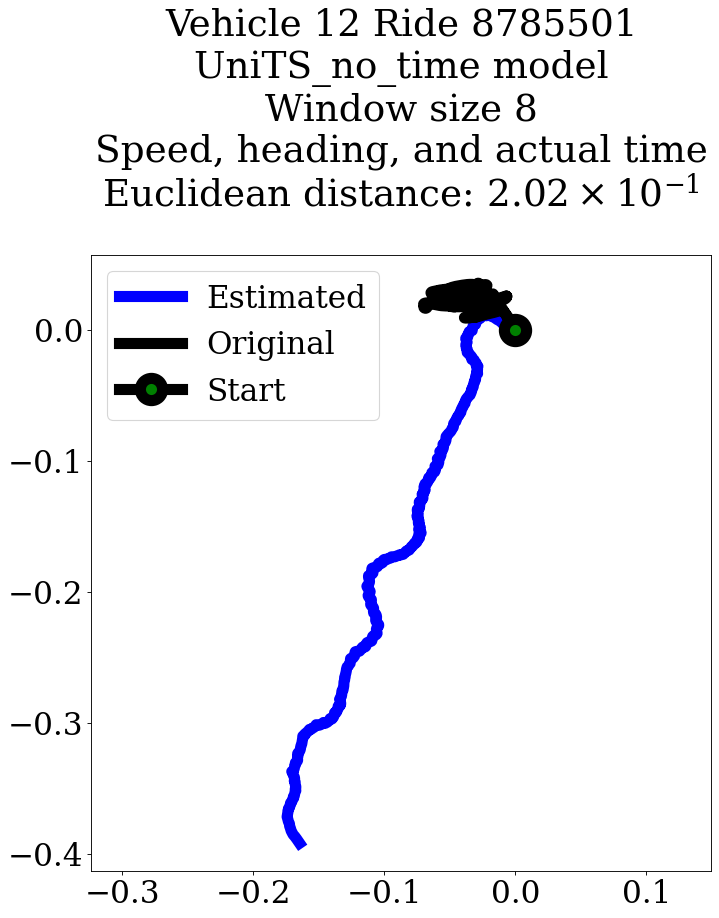 Vehicle 12 Ride 8785501
UniTS_no_time model
Window size 8
Speed, heading, and actual time
Euclidean distance: 2.02 × 10⁻¹
Estimated
Original
Start
0.0
−0.1
−0.2
−0.3
−0.4
−0.3 −0.2 −0.1 0.0 0.1